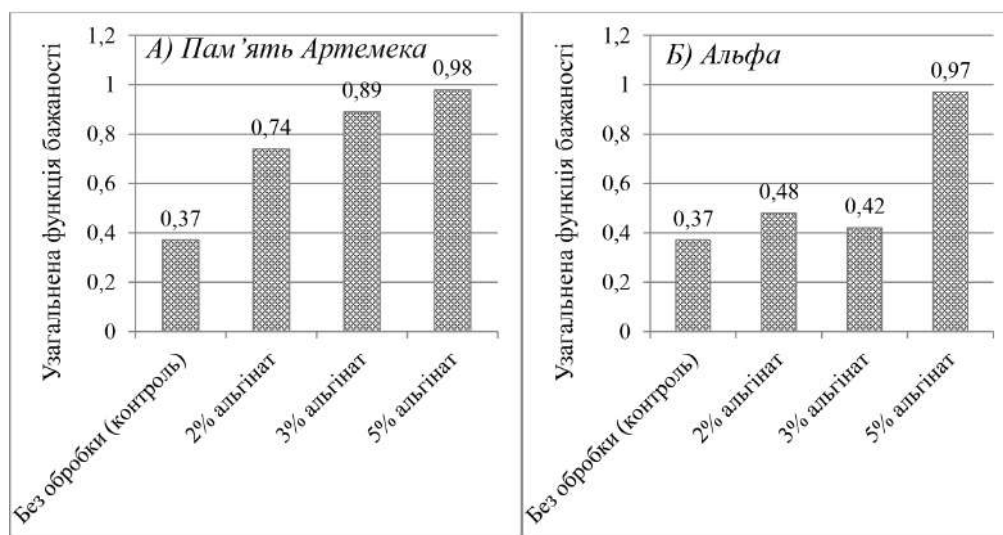 А) Пам’ять Артемека
Узагальнена функція бажаності
1,2
1
0,8
0,6
0,4
0,2
0
0,37
0,74
0,89
0,98
Без обробки (контроль)
2% альгінат
3% альгінат
5% альгінат
Б) Альфа
Узагальнена функція бажаності
1,2
1
0,8
0,6
0,4
0,2
0
0,37
0,48
0,42
0,97
Без обробки (контроль)
2% альгінат
3% альгінат
5% альгінат